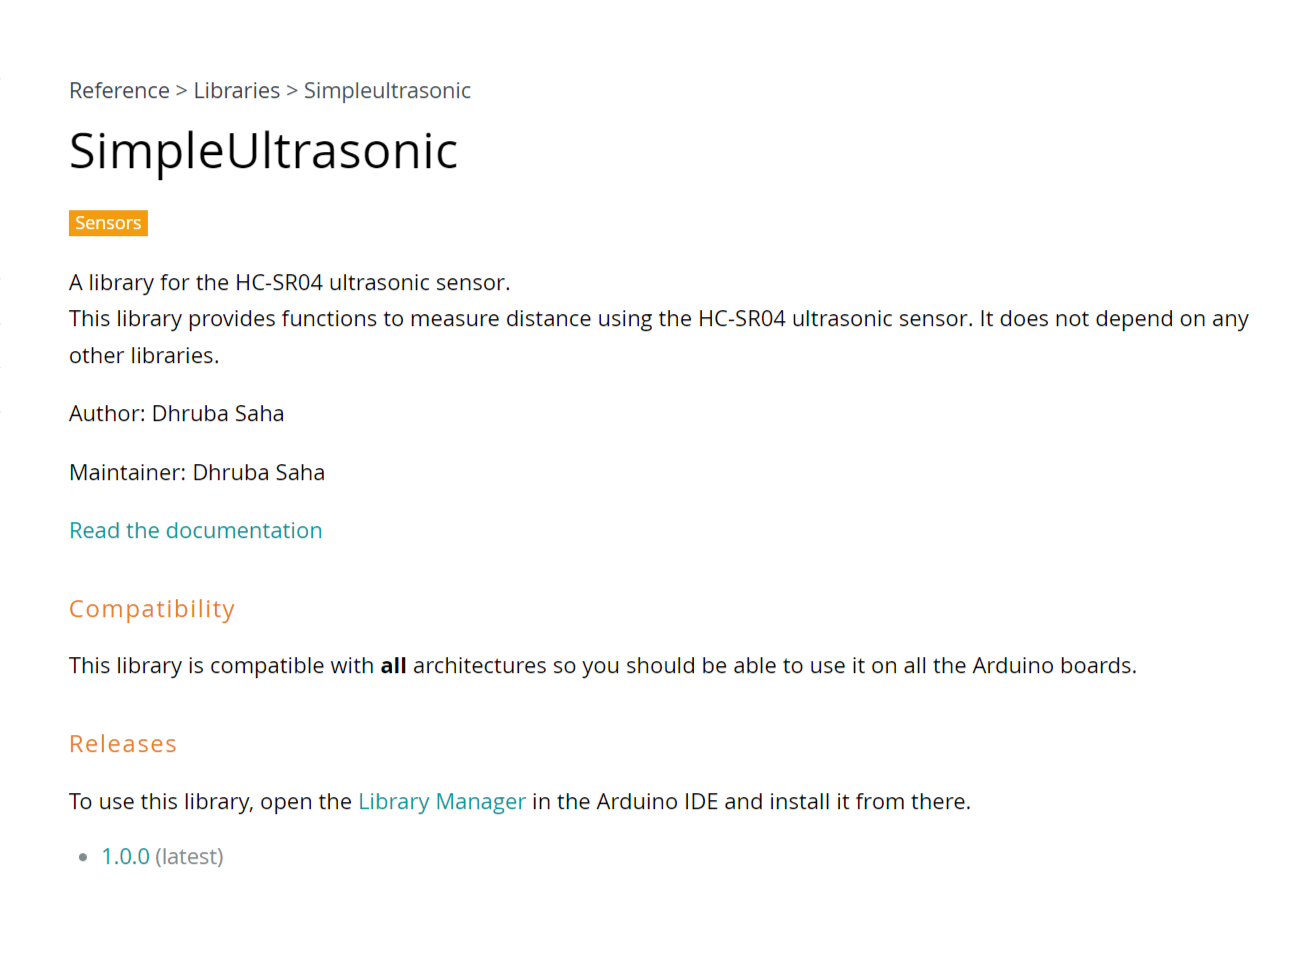 Reference > Libraries > Simpleultrasonic
SimpleUltrasonic
Sensors
A library for the HC-SR04 ultrasonic sensor.
This library provides functions to measure distance using the HC-SR04 ultrasonic sensor. It does not depend on any
other libraries.
Author: Dhruba Saha
Maintainer: Dhruba Saha
Read the documentation
Compatibility
This library is compatible with all architectures so you should be able to use it on all the Arduino boards.
Releases
To use this library, open the Library Manager in the Arduino IDE and install it from there.
• 1.0.0 (latest)